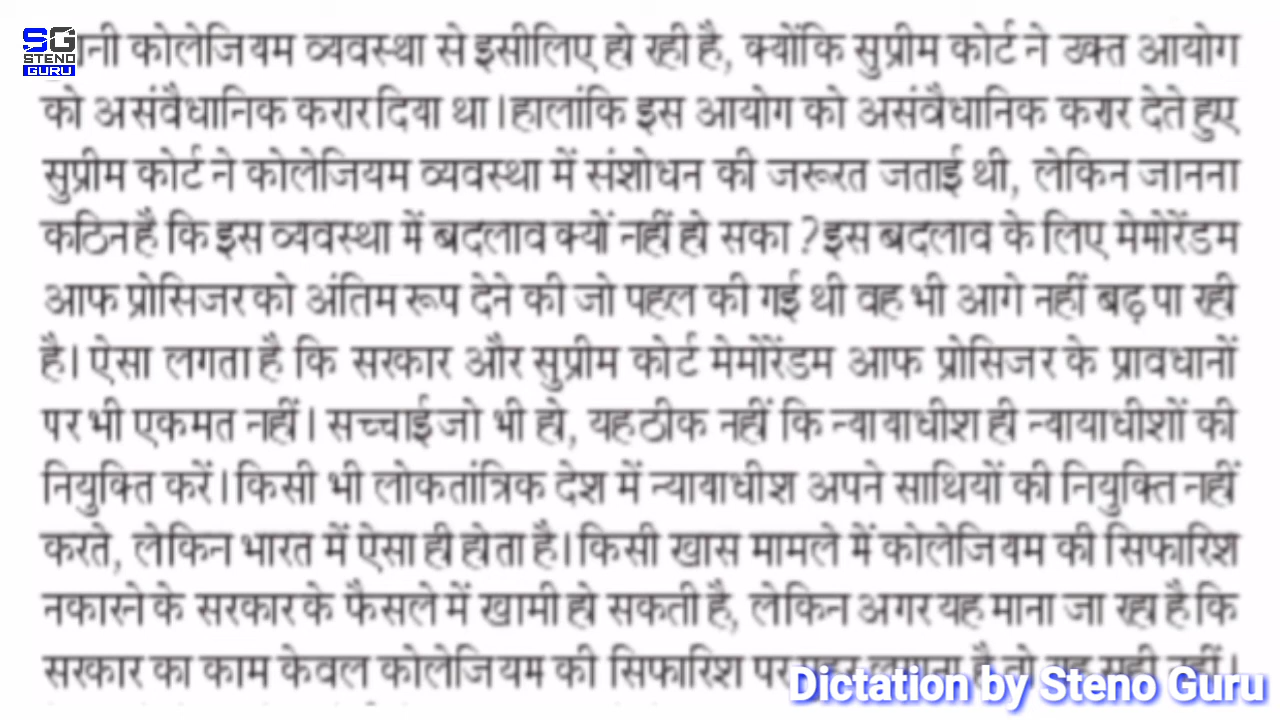 SG
STENO
GURU
कोलेजियम व्यवस्था से इसीलिए हो रही है, क्योंकि सुप्रीम कोर्ट ने उक्त आयोग
को असंवैधानिक करार दिया था । हालांकि इस आयोग को असंवैधानिक करार देते हुए
सुप्रीम कोर्ट ने कोलेजियम व्यवस्था में संशोधन की जरूरत जताई थी, लेकिन जानना
कठिन है कि इस व्यवस्था में बदलाव क्यों नहीं हो सका ? इस बदलाव के लिए मेमोरेंडम
आफ प्रोसिजर को अंतिम रूप देने की जो पहल की गई थी वह भी आगे नहीं बढ़ पा रही
है। ऐसा लगता है कि सरकार और सुप्रीम कोर्ट मेमोरेंडम आफ प्रोसिजर के प्रावधानों
पर भी एकमत नहीं। सच्चाई जो भी हो, यह ठीक नहीं कि न्यायाधीश ही न्यायाधीशों की
नियुक्ति करें। किसी भी लोकतांत्रिक देश में न्यायाधीश अपने साथियों की नियुक्ति नहीं
करते, लेकिन भारत में ऐसा ही होता है। किसी खास मामले में कोलेजियम की सिफारिश
नकारने के सरकार के फैसले में खामी हो सकती है, लेकिन अगर यह माना जा रहा है कि
सरकार का काम केवल कोलेजियम की सिफारिश पर
Dictation by Steno Guru